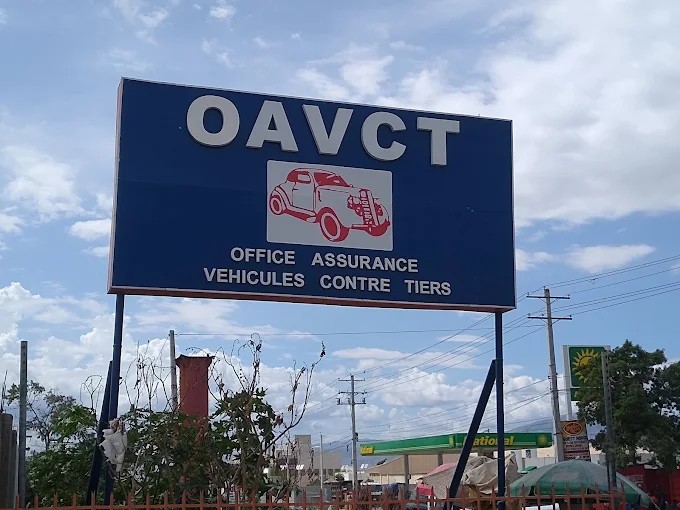 OAVCT
OFFICE ASSURANCE
VEHICULES CONTRE TIERS
national